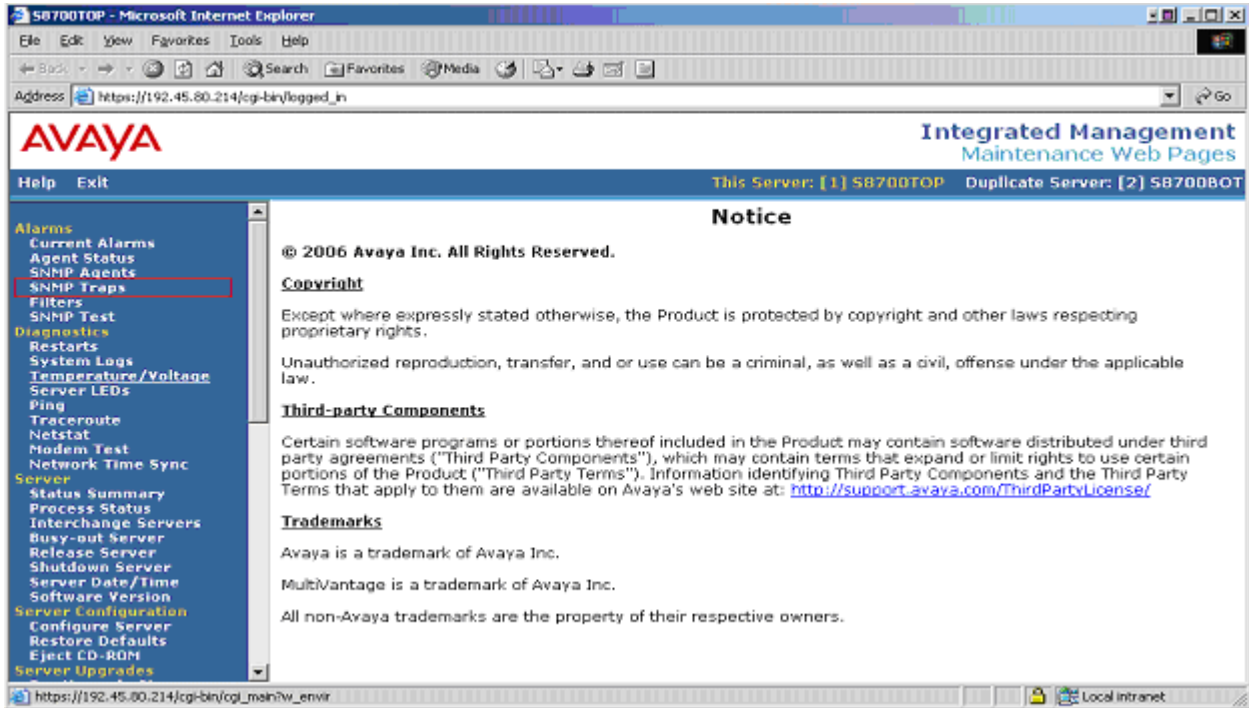 S8700TOP - Microsoft Internet Explorer
File Edit View Favorites Tools Help
Back Search Favorites Media
Address https://192.45.80.214/cgi-bin/logged_in Go
AVAYA
Integrated Management
Maintenance Web Pages
Help Exit
This Server: [1] S8700TOP Duplicate Server: [2] S8700BOT
Alarms
Current Alarms
Agent Status
SNMP Agents
SNMP Traps
Filters
SNMP Test
Diagnostics
Restarts
System Logs
Temperature/Voltage
Server LEDs
Ping
Traceroute
Netstat
Modem Test
Network Time Sync
Server
Status Summary
Process Status
Interchange Servers
Busy-out Server
Release Server
Shutdown Server
Server Date/Time
Software Version
Server Configuration
Configure Server
Restore Defaults
Eject CD-ROM
Server Upgrades
Notice
© 2006 Avaya Inc. All Rights Reserved.
Copyright
Except where expressly stated otherwise, the Product is protected by copyright and other laws respecting
proprietary rights.
Unauthorized reproduction, transfer, and or use can be a criminal, as well as a civil, offense under the applicable
law.
Third-party Components
Certain software programs or portions thereof included in the Product may contain software distributed under third
party agreements ("Third Party Components"), which may contain terms that expand or limit rights to use certain
portions of the Product ("Third Party Terms"). Information identifying Third Party Components and the Third Party
Terms that apply to them are available on Avaya's web site at: http://support.avaya.com/ThirdPartyLicense/
Trademarks
Avaya is a trademark of Avaya Inc.
MultiVantage is a trademark of Avaya Inc.
All non-Avaya trademarks are the property of their respective owners.
https://192.45.80.214/cgi-bin/cgi_main?w_envir
Local intranet